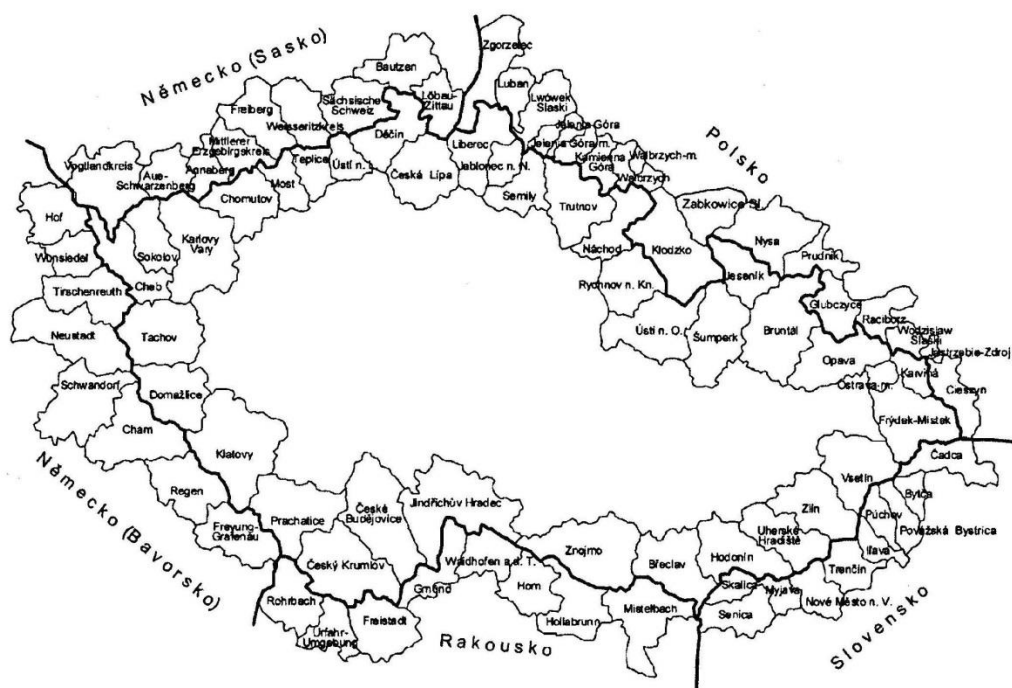 Německo (Sasko)
Polsko
Německo (Bavorsko)
Rakousko
Slovensko
Zgorzelec
Bautzen
Luban
Löbau-
Zittau
Lwówek
Slaski
Sächsische
Schweiz
Freiberg
Weisseritzkreis
Děčín
Liberec
Jelenia Góra
Jelenia Góra/m.
Kamienna
Góra
Walbrzych-m.
Walbrzych
Mittlerer
Erzgebirgskreis
Annaberg
Teplice
Ústí n. L.
Česká Lípa
Jablonec n. N.
Vogtlandkreis
Aue-
Schwarzenberg
Most
Chomutov
Semily
Trutnov
Zabkowice Sl.
Hof
Karlovy
Vary
Sokolov
Náchod
Kłodzko
Nysa
Prudnik
Wonsiedel
Cheb
Jeseník
Tirschenreuth
Rychnov n. Kn.
Glubczyce
Raciborz
Neustadt
Tachov
Ústí n. O.
Šumperk
Bruntál
Wodzislaw
Slaski
Jastrzebie-Zdroj
Opava
Karviná
Ostrava-m.
Cieszyn
Schwandorf
Domažlice
Frýdek-Místek
Cham
Klatovy
Čadca
Vsetín
Regen
Jindřichův Hradec
České
Budějovice
Prachatice
Bytča
Zlín
Púchov
Považská Bystrica
Freyung-
Grafenau
Uherské
Hradiště
Znojmo
Břeclav
Hodonín
Ilava
Český Krumlov
Waidhofen a.d. T.
Trenčín
Gmünd
Horn
Skalica
Myjava
Nové Město n. V.
Rohrbach
Mistelbach
Senica
Freistadt
Hollabrunn
Urfahr-
Umgebung